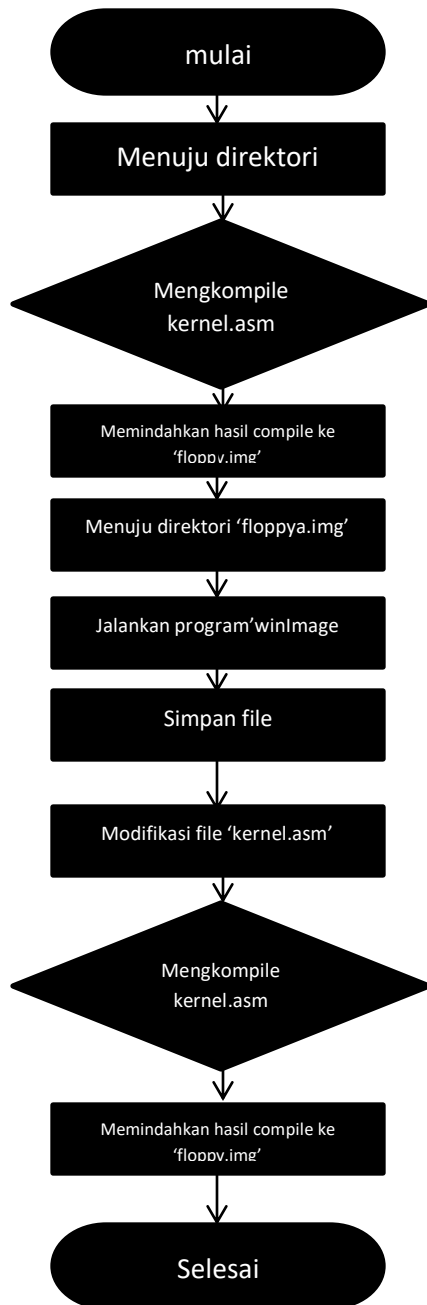 mulai
Menuju direktori
Mengkompile
kernel.asm
Memindahkan hasil compile ke
‘floppy.img’
Menuju direktori ‘floppya.img’
Jalankan program’winImage
Simpan file
Modifikasi file ‘kernel.asm’
Mengkompile
kernel.asm
Memindahkan hasil compile ke
‘floppy.img’
Selesai